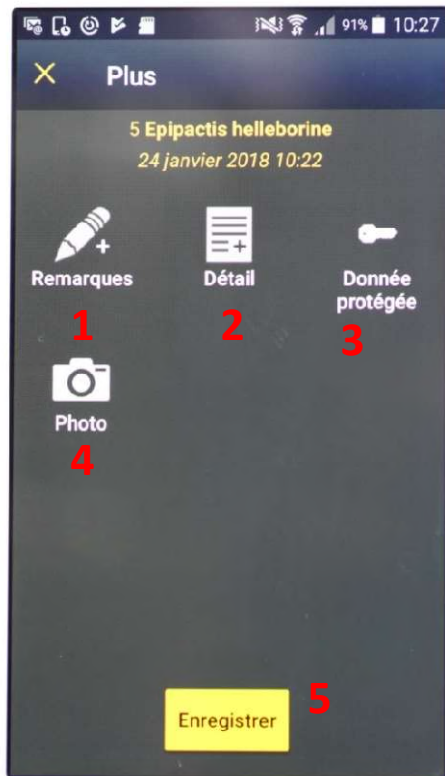 91% 10:27
Plus
5 Epipactis helleborine
24 janvier 2018 10:22
Remarques Détail Donnée
protégée
1 2 3
Photo
4
Enregistrer 5